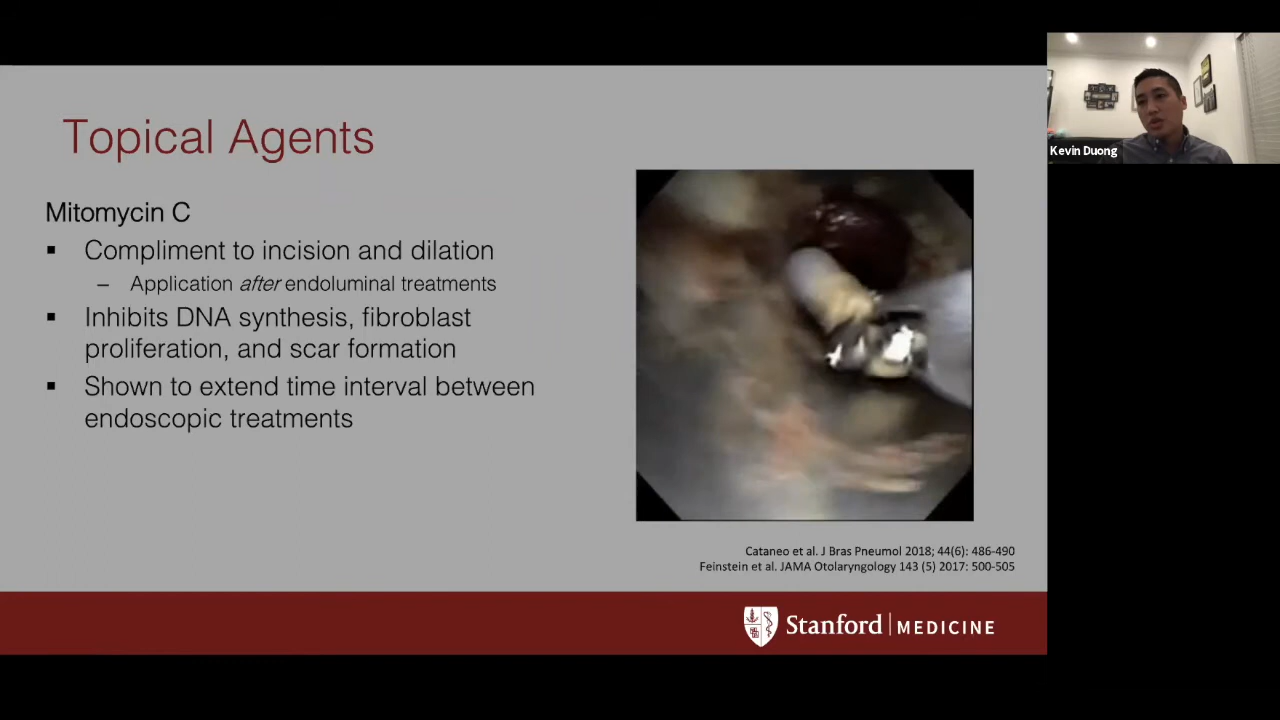 Topical Agents
Mitomycin C
▪ Compliment to incision and dilation
– Application after endoluminal treatments
▪ Inhibits DNA synthesis, fibroblast
proliferation, and scar formation
▪ Shown to extend time interval between
endoscopic treatments
Cataneo et al. J Bras Pneumol 2018; 44(6): 486-490
Feinstein et al. JAMA Otolaryngology 143 (5) 2017: 500-505
Stanford MEDICINE
Kevin Duong